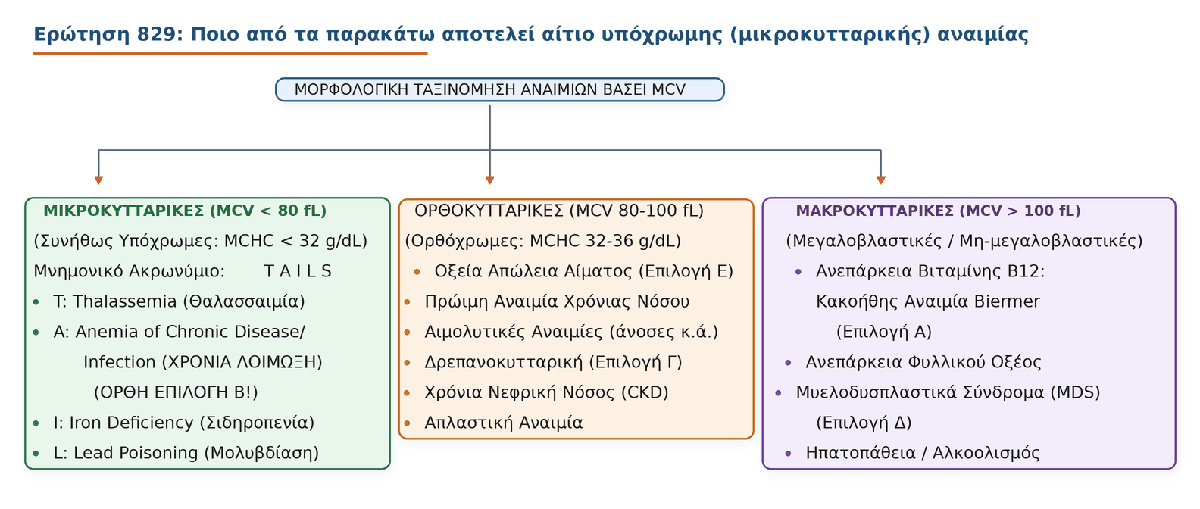 Ερώτηση 829: Ποιο από τα παρακάτω αποτελεί αίτιο υπόχρωμης (μικροκυτταρικής) αναιμίας
ΜΟΡΦΟΛΟΓΙΚΗ ΤΑΞΙΝΟΜΗΣΗ ΑΝΑΙΜΙΩΝ ΒΑΣΕΙ MCV
ΜΙΚΡΟΚΥΤΤΑΡΙΚΕΣ (MCV < 80 fL)
(Συνήθως Υπόχρωμες: MCHC < 32 g/dL)
Μνημονικό Ακρωνύμιο: T A I L S
• T: Thalassemia (Θαλασσαιμία)
• A: Anemia of Chronic Disease/
Infection (ΧΡΟΝΙΑ ΛΟΙΜΩΞΗ)
(ΟΡΘΗ ΕΠΙΛΟΓΗ Β!)
• I: Iron Deficiency (Σιδηροπενία)
• L: Lead Poisoning (Μολυβδίαση)
ΟΡΘΟΚΥΤΤΑΡΙΚΕΣ (MCV 80-100 fL)
(Ορθόχρωμες: MCHC 32-36 g/dL)
• Οξεία Απώλεια Αίματος (Επιλογή Ε)
• Πρώιμη Αναιμία Χρόνιας Νόσου
• Αιμολυτικές Αναιμίες (άνοσες κ.ά.)
• Δρεπανοκυτταρική (Επιλογή Γ)
• Χρόνια Νεφρική Νόσος (CKD)
• Απλαστική Αναιμία
ΜΑΚΡΟΚΥΤΤΑΡΙΚΕΣ (MCV > 100 fL)
(Μεγαλοβλαστικές / Μη-μεγαλοβλαστικές)
• Ανεπάρκεια Βιταμίνης Β12:
Κακοήθης Αναιμία Biermer
(Επιλογή Α)
• Ανεπάρκεια Φυλλικού Οξέος
• Μυελοδυσπλαστικά Σύνδρομα (MDS)
(Επιλογή Δ)
• Ηπατοπάθεια / Αλκοολισμός